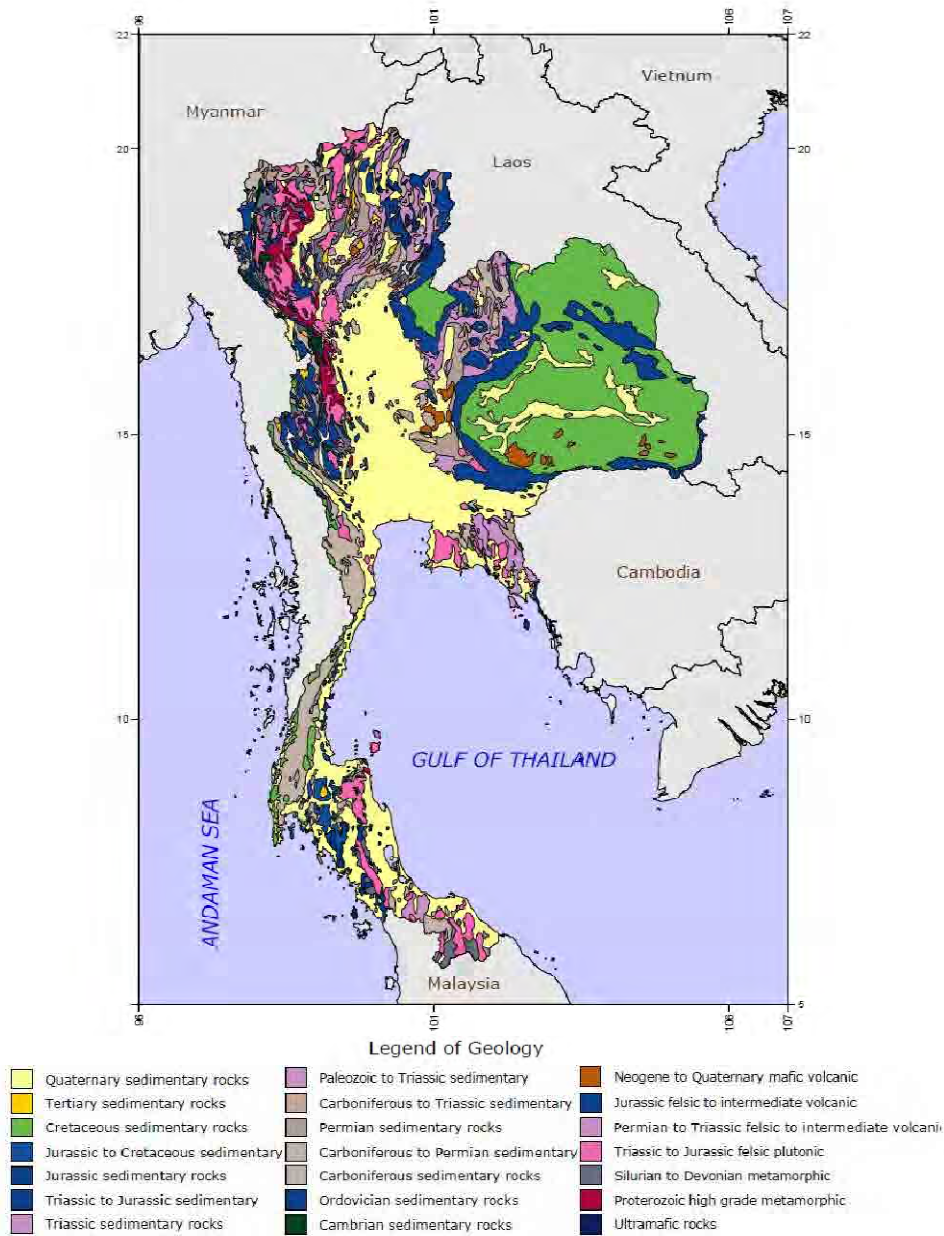 96
101
106
107
22
22
Vietnum
Myanmar
20
20
Laos
15
15
Cambodia
10
10
GULF OF THAILAND
ANDAMAN SEA
Malaysia
5
96
101
106
107
Legend of Geology
Quaternary sedimentary rocks
Tertiary sedimentary rocks
Cretaceous sedimentary rocks
Jurassic to Cretaceous sedimentary
Jurassic sedimentary rocks
Triassic to Jurassic sedimentary
Triassic sedimentary rocks
Paleozoic to Triassic sedimentary
Carboniferous to Triassic sedimentary
Permian sedimentary rocks
Carboniferous to Permian sedimentary
Carboniferous sedimentary rocks
Ordovician sedimentary rocks
Cambrian sedimentary rocks
Neogene to Quaternary mafic volcanic
Jurassic felsic to intermediate volcanic
Permian to Triassic felsic to intermediate volcani
Triassic to Jurassic felsic plutonic
Silurian to Devonian metamorphic
Proterozoic high grade metamorphic
Ultramafic rocks